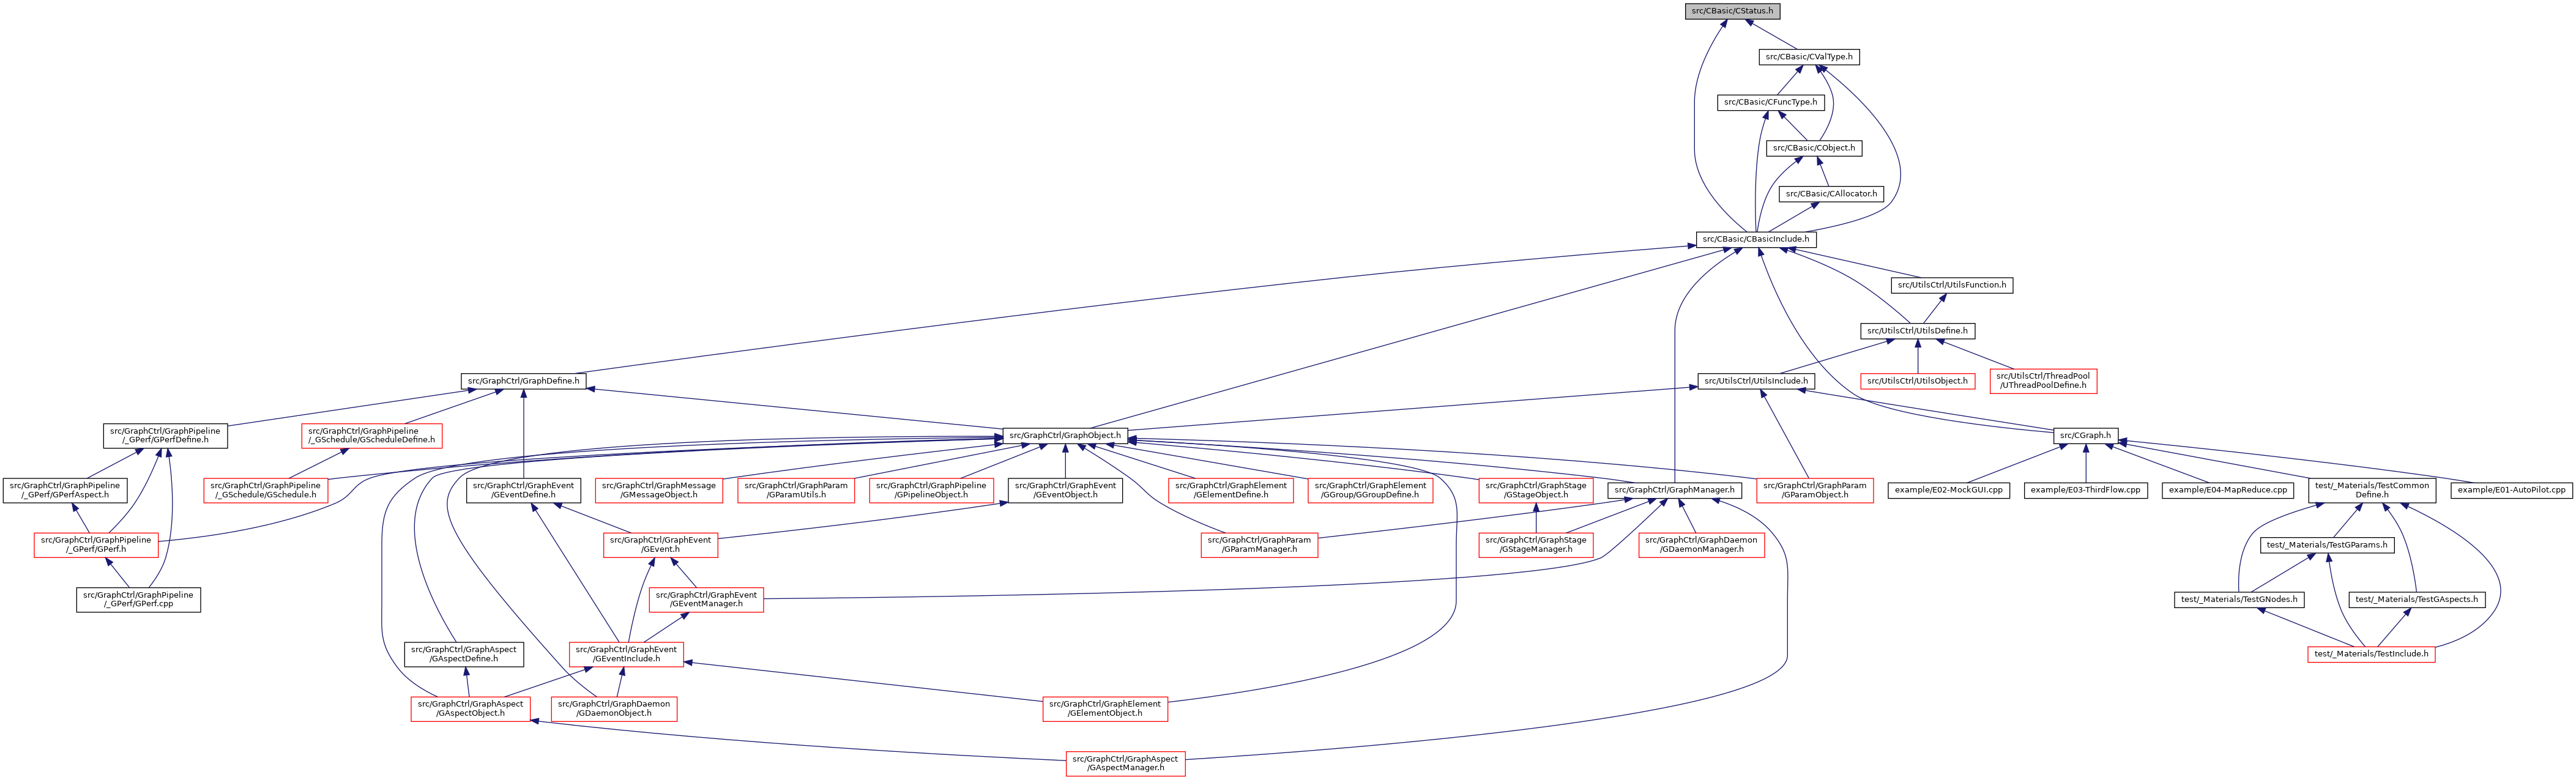 src/CBasic/CStatus.h
src/CBasic/CValType.h
src/CBasic/CFuncType.h
src/CBasic/CObject.h
src/CBasic/CAllocator.h
src/CBasic/CBasicInclude.h
src/UtilsCtrl/UtilsFunction.h
src/UtilsCtrl/UtilsDefine.h
src/GraphCtrl/GraphDefine.h
src/UtilsCtrl/UtilsInclude.h
src/UtilsCtrl/UtilsObject.h
src/UtilsCtrl/ThreadPool
/UThreadPoolDefine.h
src/GraphCtrl/GraphPipeline
/_GPerf/GPerfDefine.h
src/GraphCtrl/GraphPipeline
/_GSchedule/GScheduleDefine.h
src/GraphCtrl/GraphObject.h
src/CGraph.h
src/GraphCtrl/GraphPipeline
/_GPerf/GPerfAspect.h
src/GraphCtrl/GraphPipeline
/_GSchedule/GSchedule.h
src/GraphCtrl/GraphEvent
/GEventDefine.h
src/GraphCtrl/GraphMessage
/GMessageObject.h
src/GraphCtrl/GraphParam
/GParamUtils.h
src/GraphCtrl/GraphPipeline
/GPipelineObject.h
src/GraphCtrl/GraphEvent
/GEventObject.h
src/GraphCtrl/GraphElement
/GElementDefine.h
src/GraphCtrl/GraphElement
/GGroup/GGroupDefine.h
src/GraphCtrl/GraphStage
/GStageObject.h
src/GraphCtrl/GraphManager.h
src/GraphCtrl/GraphParam
/GParamObject.h
example/E02-MockGUI.cpp
example/E03-ThirdFlow.cpp
example/E04-MapReduce.cpp
test/_Materials/TestCommon
Define.h
example/E01-AutoPilot.cpp
src/GraphCtrl/GraphPipeline
/_GPerf/GPerf.h
src/GraphCtrl/GraphEvent
/GEvent.h
src/GraphCtrl/GraphParam
/GParamManager.h
src/GraphCtrl/GraphStage
/GStageManager.h
src/GraphCtrl/GraphDaemon
/GDaemonManager.h
test/_Materials/TestGParams.h
src/GraphCtrl/GraphPipeline
/_GPerf/GPerf.cpp
src/GraphCtrl/GraphEvent
/GEventManager.h
test/_Materials/TestGNodes.h
test/_Materials/TestGAspects.h
src/GraphCtrl/GraphAspect
/GAspectDefine.h
src/GraphCtrl/GraphEvent
/GEventInclude.h
test/_Materials/TestInclude.h
src/GraphCtrl/GraphAspect
/GAspectObject.h
src/GraphCtrl/GraphDaemon
/GDaemonObject.h
src/GraphCtrl/GraphElement
/GElementObject.h
src/GraphCtrl/GraphAspect
/GAspectManager.h